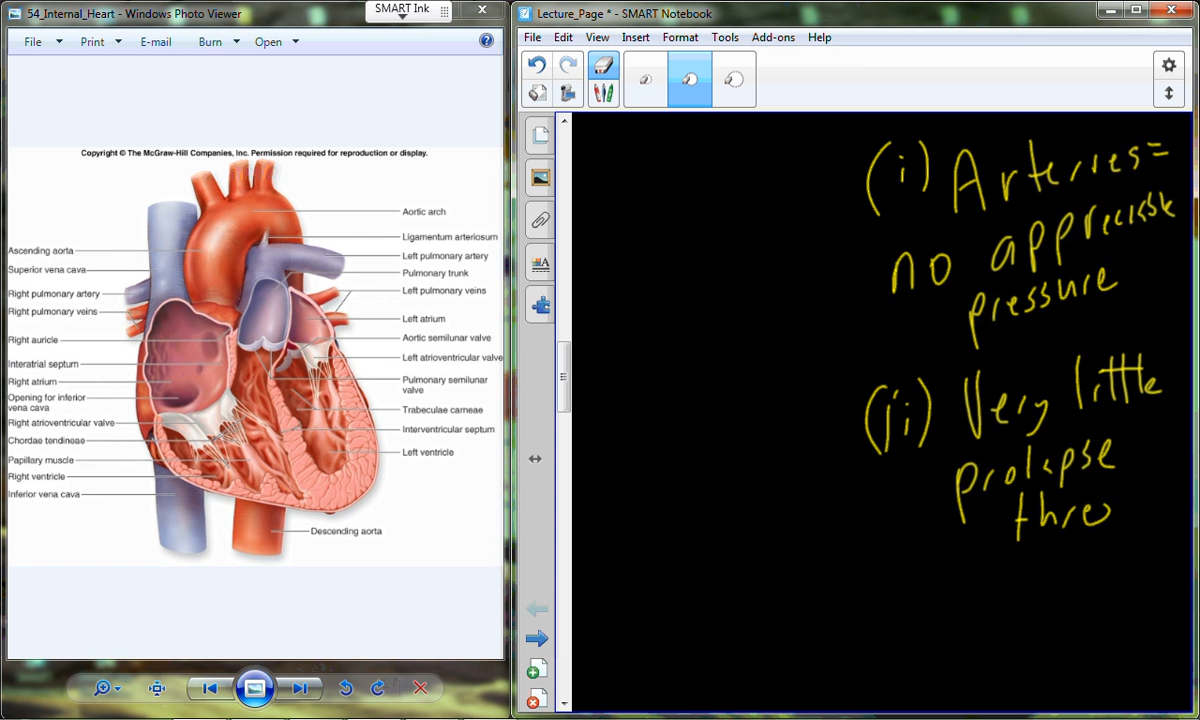 54_Internal_Heart - Windows Photo Viewer
SMART Ink
File Print E-mail Burn Open
Copyright © The McGraw-Hill Companies, Inc. Permission required for reproduction or display.
Ascending aorta
Superior vena cava
Right pulmonary artery
Right pulmonary veins
Right auricle
Interatrial septum
Right atrium
Opening for inferior
vena cava
Right atrioventricular valve
Chordae tendineae
Papillary muscle
Right ventricle
Inferior vena cava
Aortic arch
Ligamentum arteriosum
Left pulmonary artery
Pulmonary trunk
Left pulmonary veins
Left atrium
Aortic semilunar valve
Left atrioventricular valve
Pulmonary semilunar
valve
Trabeculae carneae
Interventricular septum
Left ventricle
Descending aorta
Lecture_Page * - SMART Notebook
File Edit View Insert Format Tools Add-ons Help
(i) Arteries=
no appreciable
pressure
(ii) Very little
prolapse